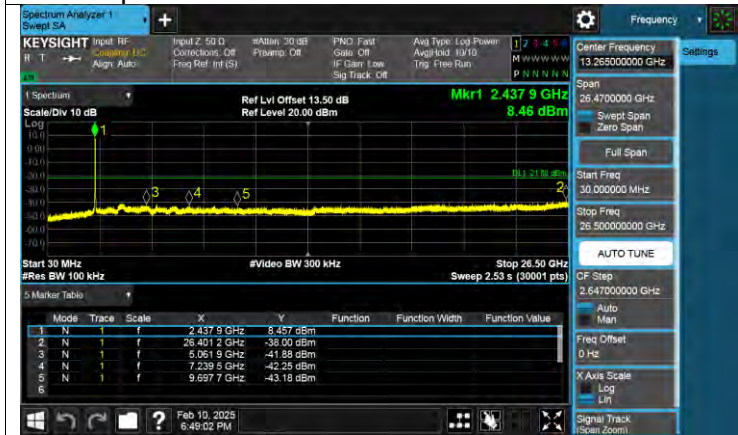 Spectrum Analyzer 1
Swept SA
+
Frequency
KEYSIGHT
R T
Input: RF
Coupling: DC
Align: Auto
Input Z: 50 Ω
Corrections: Off
Freq Ref: Int (S)
#Atten: 30 dB
Preamp: Off
PNO: Fast
Gate: Off
IF Gain: Low
Sig Track: Off
Avg Type: Log-Power
Avg|Hold: 10/10
Trig: Free Run
1 2 3 4 5 6
M W W W W W
P N N N N N
Center Frequency
13.265000000 GHz
Settings
1 Spectrum
Scale/Div 10 dB
Ref Lvl Offset 13.50 dB
Ref Level 20.00 dBm
Mkr1 2.437 9 GHz
8.46 dBm
Span
26.4700000 GHz
Swept Span
Zero Span
Full Span
Start Freq
30.000000 MHz
Stop Freq
26.500000000 GHz
AUTO TUNE
CF Step
2.647000000 GHz
Auto
Man
Freq Offset
0 Hz
X Axis Scale
Log
Lin
Signal Track
(Span Zoom)
Log
10.0
0.00
-10.0
-20.0
-30.0
-40.0
-50.0
-60.0
-70.0
1
3
4
5
2
Start 30 MHz
#Res BW 100 kHz
#Video BW 300 kHz
Stop 26.50 GHz
Sweep 2.53 s (30001 pts)
5 Marker Table
Mode Trace Scale X Y Function Function Width Function Value
1 N 1 f 2.437 9 GHz 8.457 dBm
2 N 1 f 26.401 2 GHz -38.00 dBm
3 N 1 f 5.061 9 GHz -41.88 dBm
4 N 1 f 7.239 5 GHz -42.25 dBm
5 N 1 f 9.697 7 GHz -43.18 dBm
6
?
Feb 10, 2025
6:49:02 PM